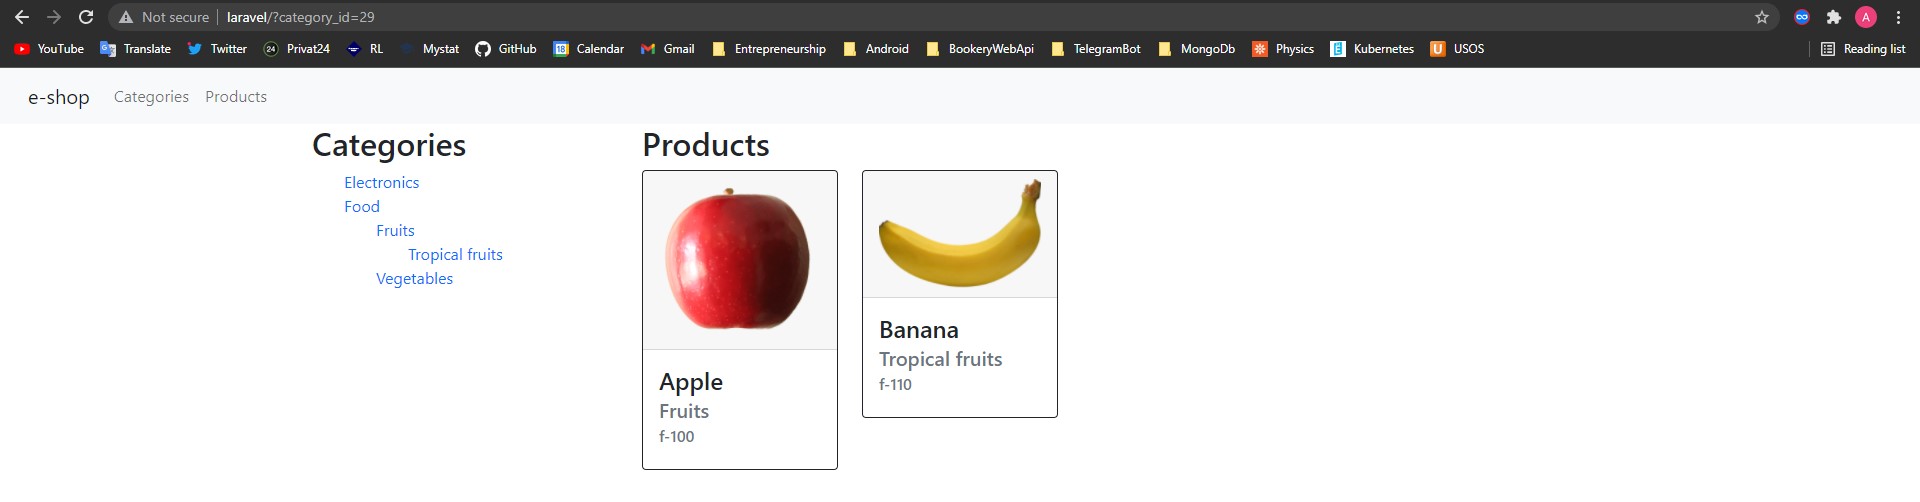 Not secure | laravel/?category_id=29
A
YouTube Translate Twitter 24 Privat24 RL Mystat GitHub 18 Calendar Gmail Entrepreneurship Android BookeryWebApi TelegramBot MongoDb Physics Kubernetes U USOS Reading list
e-shop Categories Products
Categories
Electronics
Food
Fruits
Tropical fruits
Vegetables
Products
Apple
Fruits
f-100
Banana
Tropical fruits
f-110